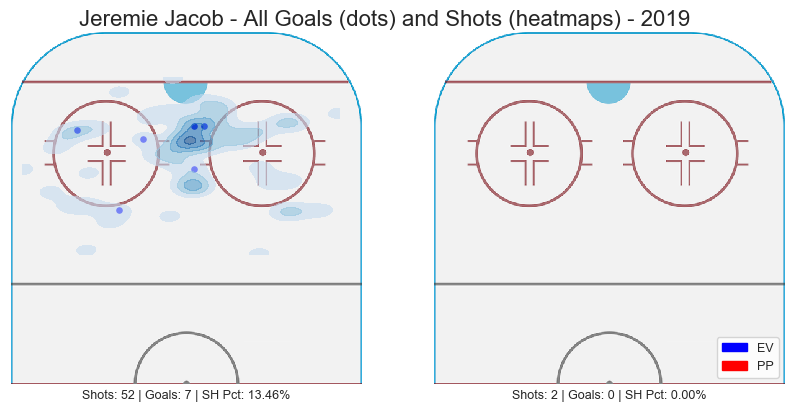 Jeremie Jacob - All Goals (dots) and Shots (heatmaps) - 2019
EV
PP
Shots: 52 | Goals: 7 | SH Pct: 13.46%
Shots: 2 | Goals: 0 | SH Pct: 0.00%